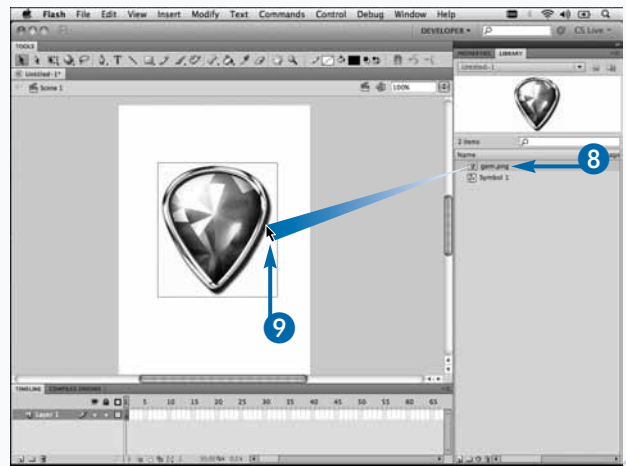 Flash File Edit View Insert Modify Text Commands Control Debug Window Help
DEVELOPER CS Live
TOOLS
PROPERTIES LIBRARY
Untitled-1*
Untitled-1
Scene 1
100%
2 items
Name
gem.png
Symbol 1
8
9
TIMELINE COMPILER ERRORS
5 10 15 20 25 30 35 40 45 50 55 60 65
Layer 1